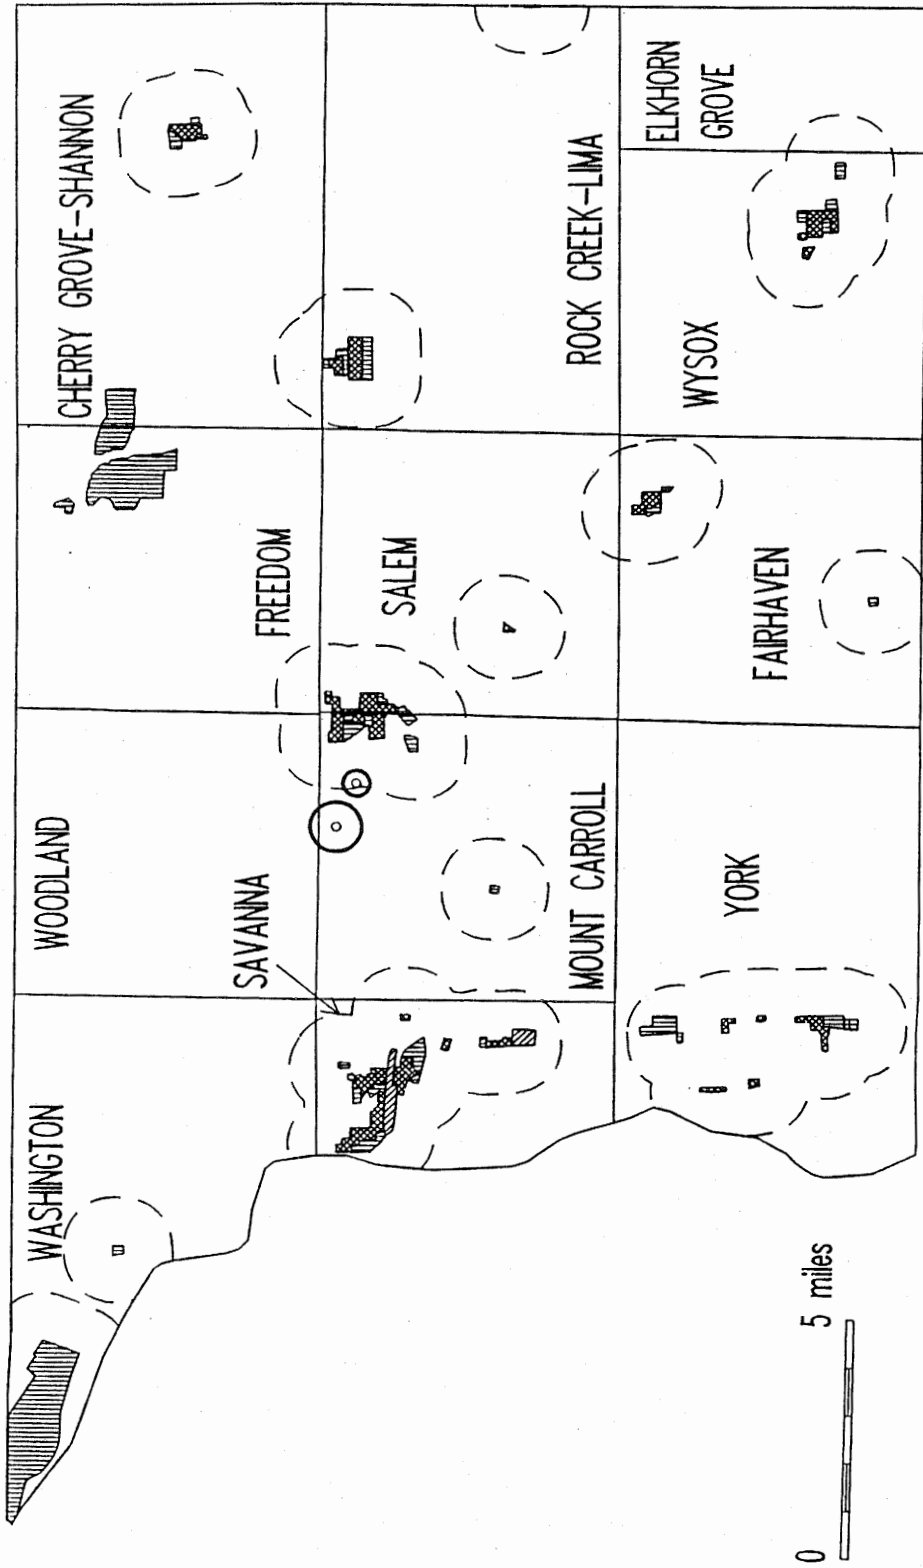 WASHINGTON
WOODLAND
CHERRY GROVE-SHANNON
FREEDOM
SAVANNA
SALEM
MOUNT CARROLL
ROCK CREEK-LIMA
ELKHORN
GROVE
YORK
FAIRHAVEN
WYSOX
0
5 miles